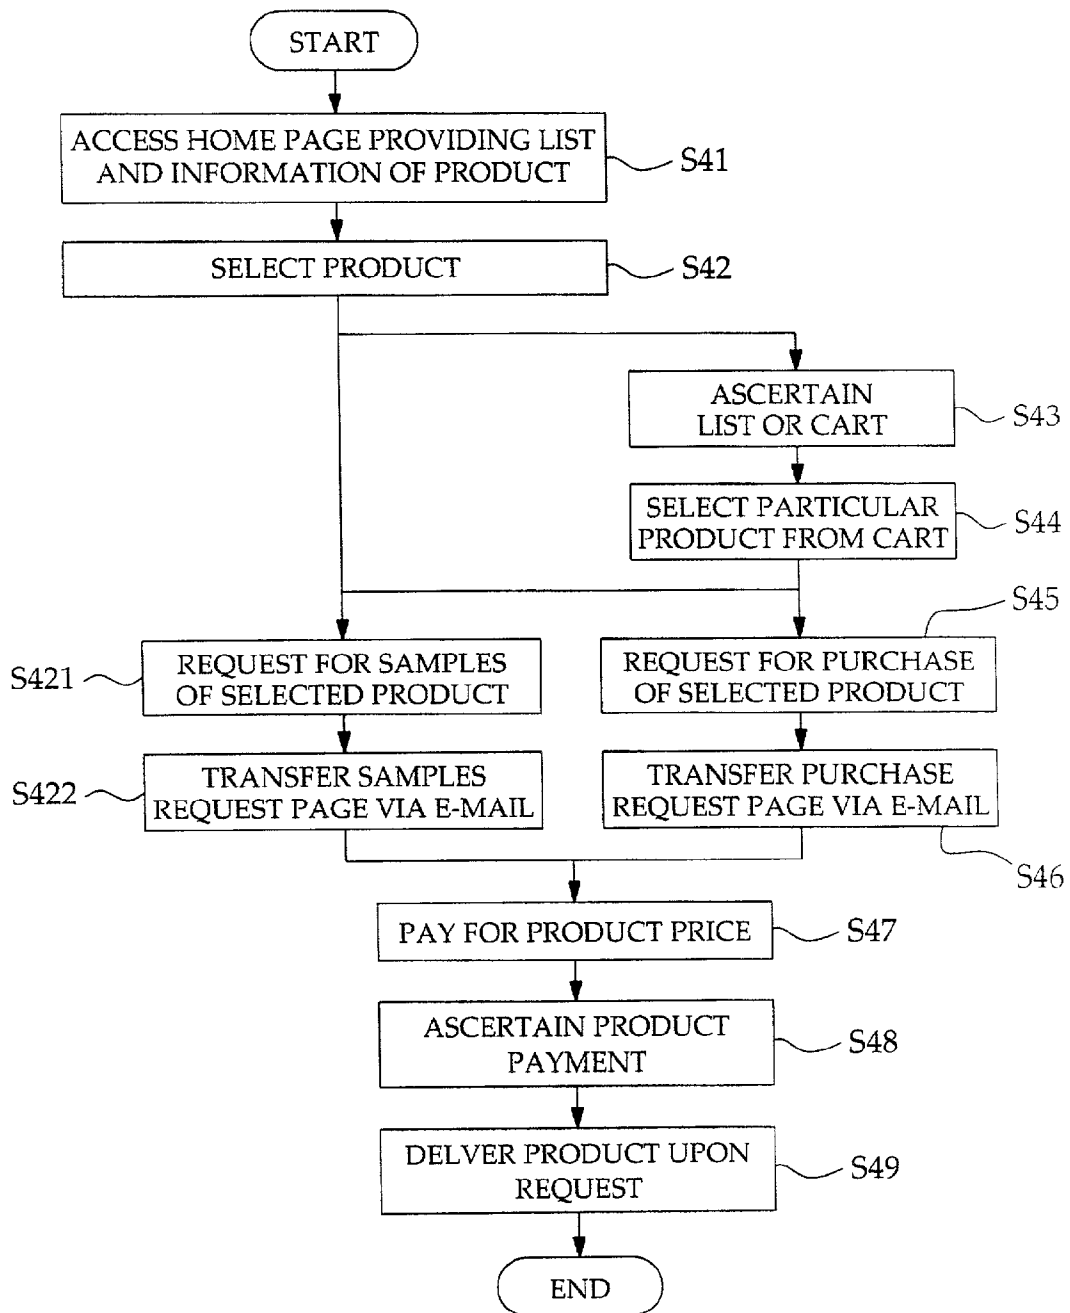 START
ACCESS HOME PAGE PROVIDING LIST
AND INFORMATION OF PRODUCT
S41
SELECT PRODUCT
S42
ASCERTAIN
LIST OR CART
S43
SELECT PARTICULAR
PRODUCT FROM CART
S44
S45
S421
REQUEST FOR SAMPLES
OF SELECTED PRODUCT
REQUEST FOR PURCHASE
OF SELECTED PRODUCT
S422
TRANSFER SAMPLES
REQUEST PAGE VIA E-MAIL
TRANSFER PURCHASE
REQUEST PAGE VIA E-MAIL
S46
PAY FOR PRODUCT PRICE
S47
ASCERTAIN PRODUCT
PAYMENT
S48
DELVER PRODUCT UPON
REQUEST
S49
END